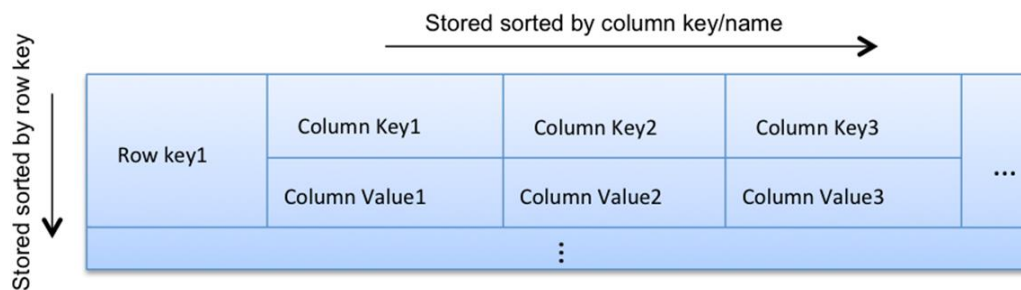 Stored sorted by column key/name
Stored sorted by row key
Row key1
Column Key1
Column Key2
Column Key3
Column Value1
Column Value2
Column Value3
...
⋮